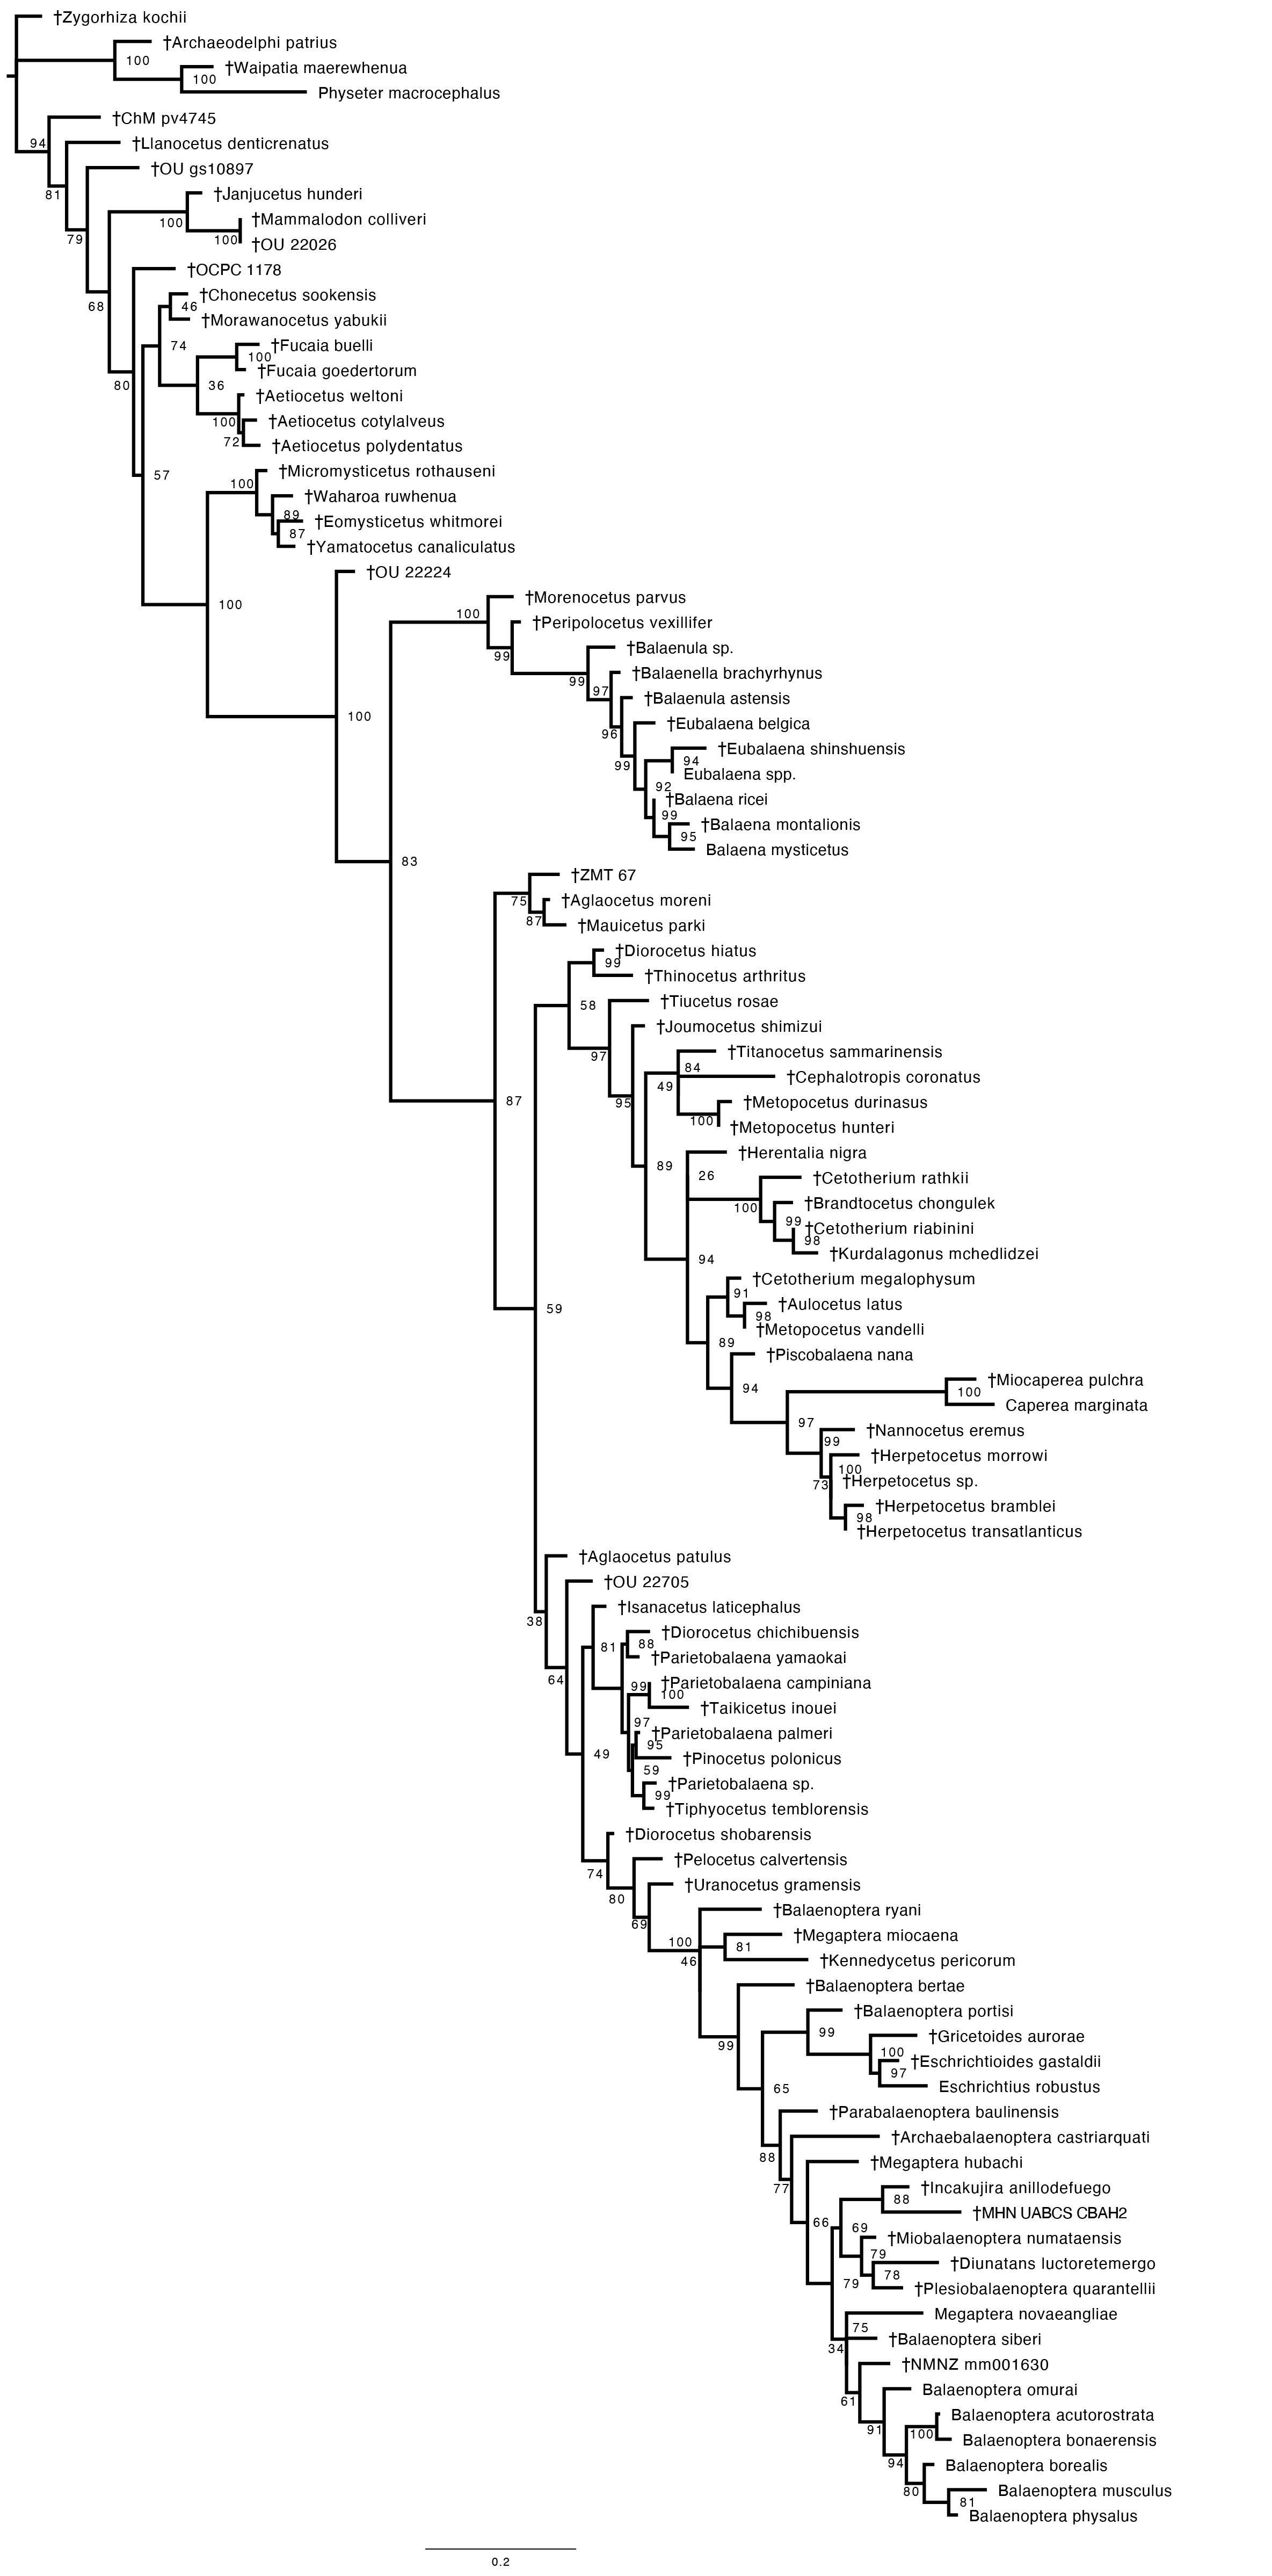 †Zygorhiza kochii
†Archaeodelphi patrius
100
†Waipatia maerewhenua
100
Physeter macrocephalus
†ChM pv4745
94
†Llanocetus denticrenatus
†OU gs10897
81
†Janjucetus hunderi
100
†Mammalodon colliveri
79
100
†OU 22026
†OCPC 1178
†Chonecetus sookensis
68
46
†Morawanocetus yabukii
74
†Fucaia buelli
100
†Fucaia goedertorum
80
36
†Aetiocetus weltoni
†Aetiocetus cotylalveus
100
72
†Aetiocetus polydentatus
†Micromysticetus rothauseni
57
100
†Waharoa ruwhenua
89
†Eomysticetus whitmorei
87
†Yamatocetus canaliculatus
†OU 22224
†Morenocetus parvus
100
100
†Peripolocetus vexillifer
†Balaenula sp.
99
†Balaenella brachyrhynus
99
97
†Balaenula astensis
100
†Eubalaena belgica
96
†Eubalaena shinshuensis
94
99
Eubalaena spp.
92
†Balaena ricei
99
†Balaena montalionis
95
Balaena mysticetus
83
†ZMT 67
75
†Aglaocetus moreni
87
†Mauicetus parki
†Diorocetus hiatus
99
†Thinocetus arthritus
58
†Tiucetus rosae
†Joumocetus shimizui
97
†Titanocetus sammarinensis
84
†Cephalotropis coronatus
49
87
95
†Metopocetus durinasus
100
†Metopocetus hunteri
†Herentalia nigra
89
26
†Cetotherium rathkii
100
†Brandtocetus chongulek
99
†Cetotherium riabinini
98
†Kurdalagonus mchedlidzei
94
†Cetotherium megalophysum
91
†Aulocetus latus
59
98
†Metopocetus vandelli
89
†Piscobalaena nana
†Miocaperea pulchra
94
100
Caperea marginata
97
†Nannocetus eremus
99
†Herpetocetus morrowi
100
†Herpetocetus sp.
73
†Herpetocetus bramblei
98
†Herpetocetus transatlanticus
†Aglaocetus patulus
†OU 22705
†Isanacetus laticephalus
38
†Diorocetus chichibuensis
81
88
†Parietobalaena yamaokai
64
†Parietobalaena campiniana
99
100
†Taikicetus inouei
97
†Parietobalaena palmeri
95
49
†Pinocetus polonicus
59
†Parietobalaena sp.
99
†Tiphyocetus temblorensis
†Diorocetus shobarensis
†Pelocetus calvertensis
74
†Uranocetus gramensis
80
†Balaenoptera ryani
69
†Megaptera miocaena
100
81
46
†Kennedycetus pericorum
†Balaenoptera bertae
†Balaenoptera portisi
99
†Gricetoides aurorae
99
100
†Eschrichtioides gastaldii
97
65
Eschrichtius robustus
†Parabalaenoptera baulinensis
†Archaebalaenoptera castriarquati
88
†Megaptera hubachi
77
†Incakujira anillodefuego
88
†MHN UABCS CBAH2
66
69
†Miobalaenoptera numataensis
79
†Diunatans luctoretemergo
78
79
†Plesiobalaenoptera quarantellii
Megaptera novaeangliae
75
†Balaenoptera siberi
34
†NMNZ mm001630
Balaenoptera omurai
61
Balaenoptera acutorostrata
91
100
Balaenoptera bonaerensis
94
Balaenoptera borealis
80
Balaenoptera musculus
81
Balaenoptera physalus
0.2